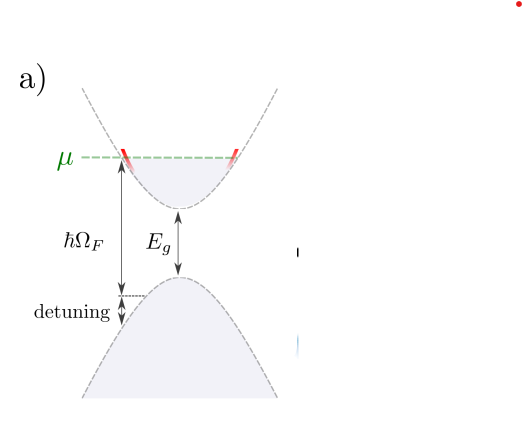 a)
μ
ħΩ_F
E_g
detuning